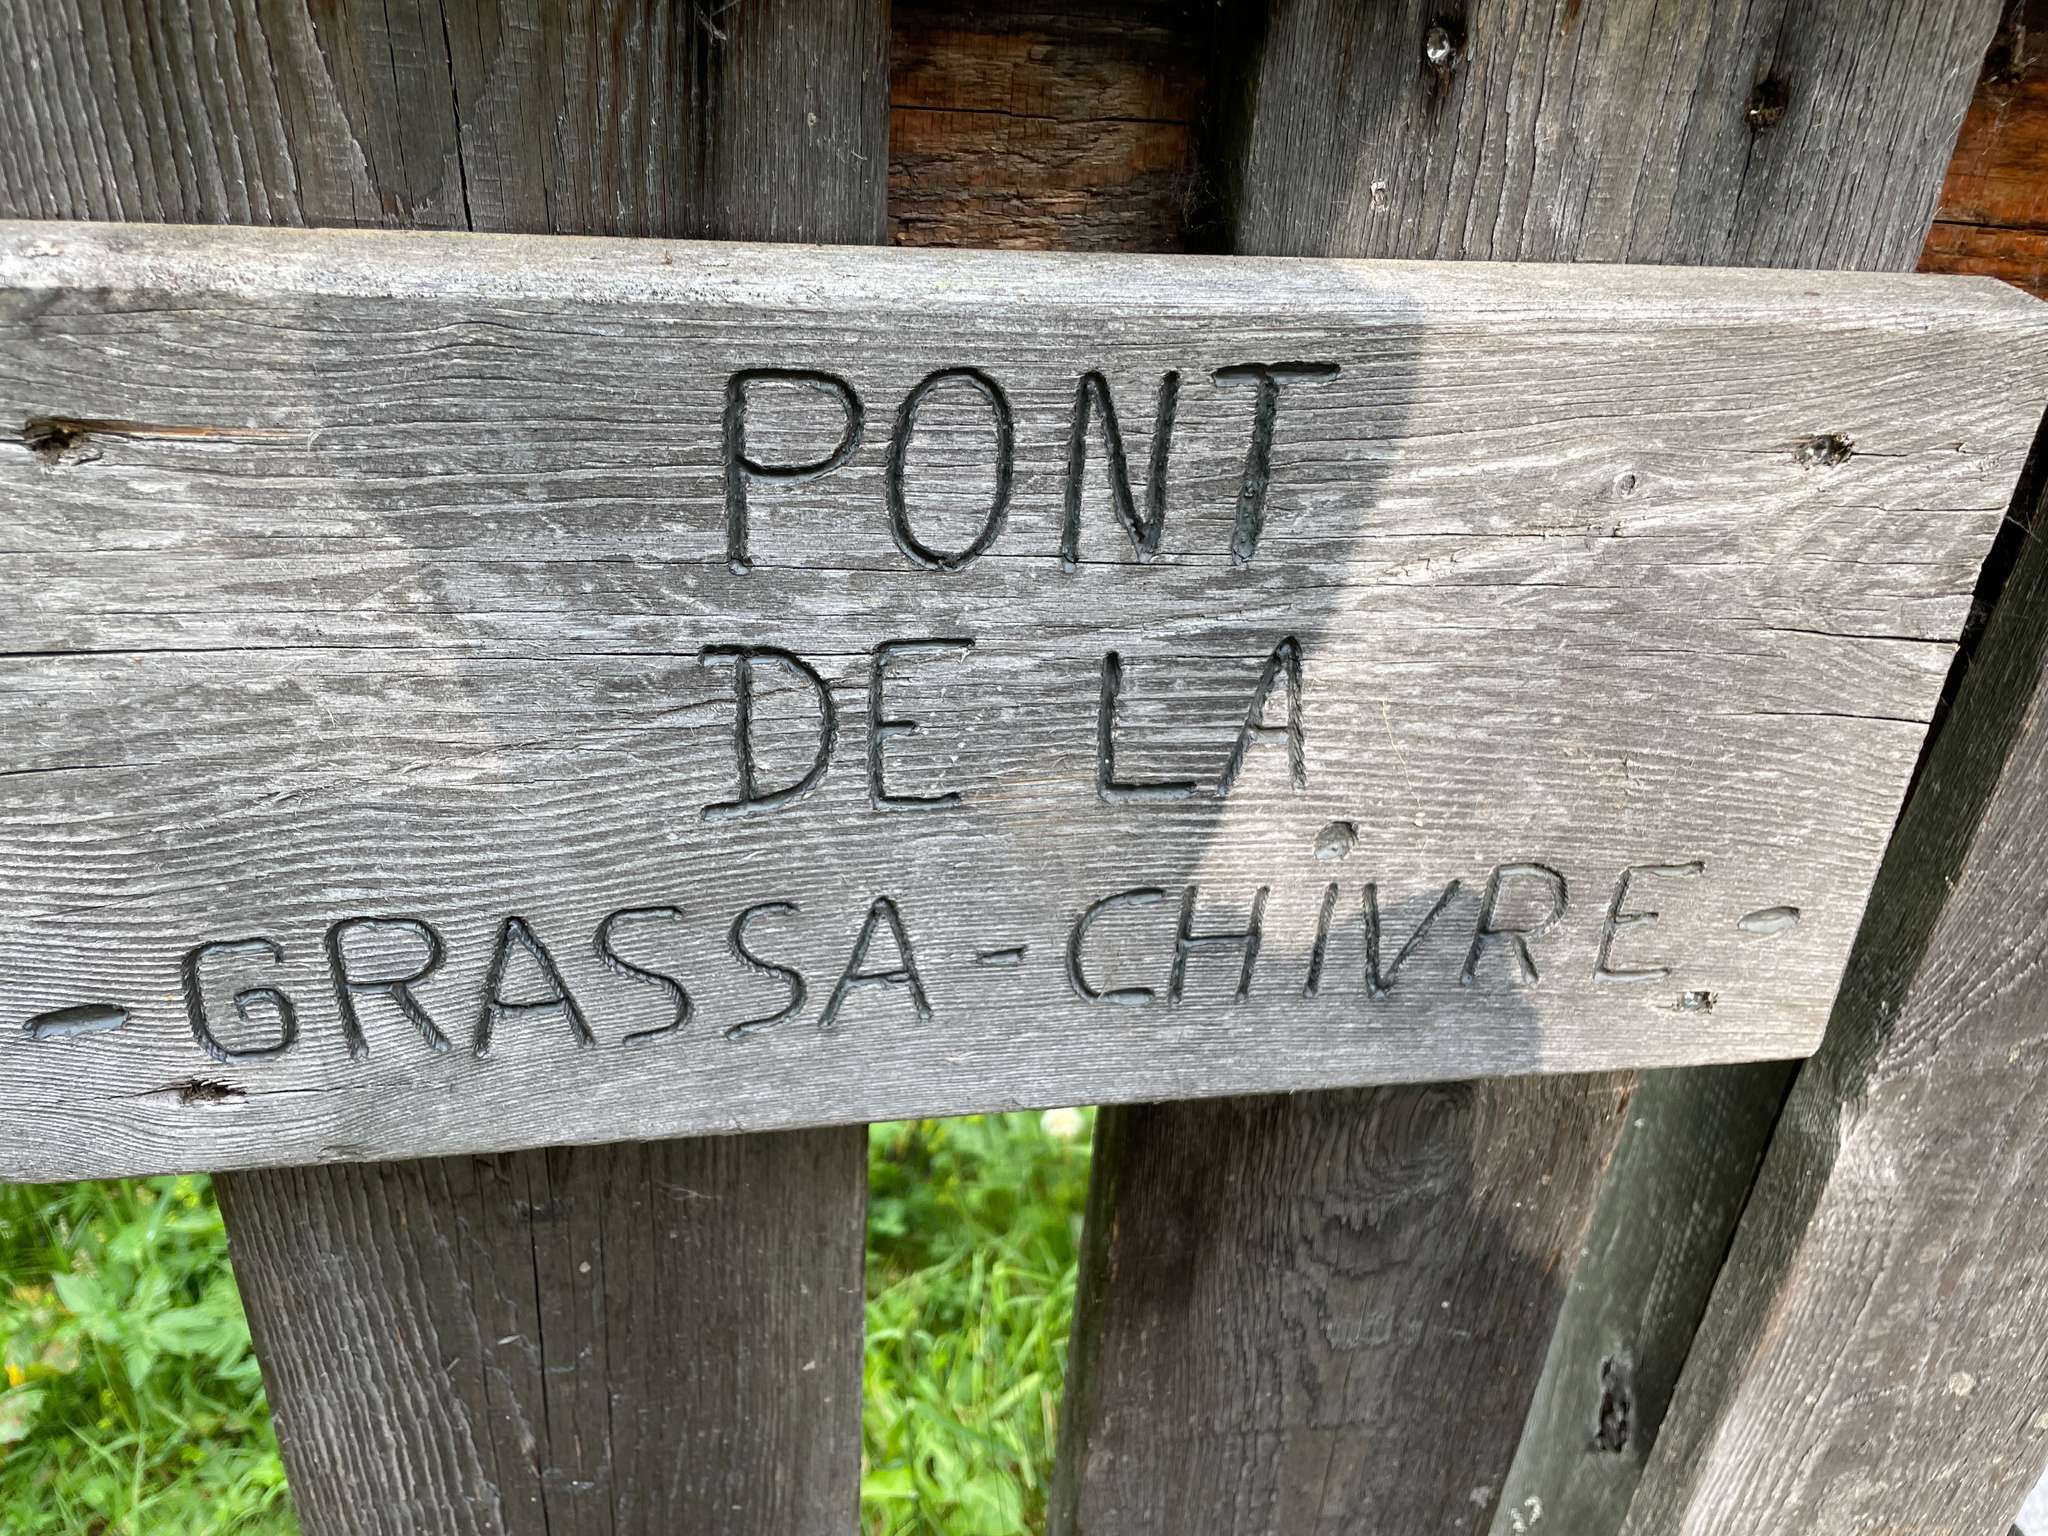 PONT
DE LA
- GRASSA - CHIVRE -